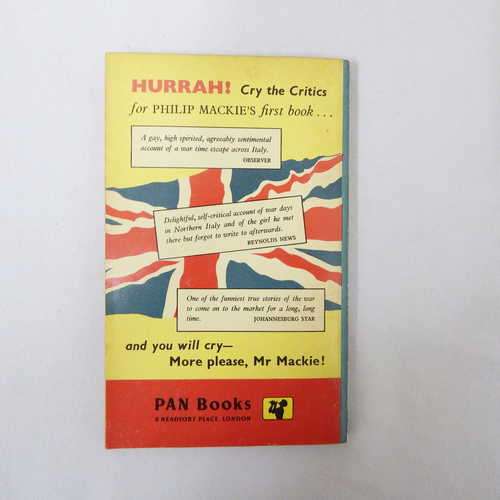 HURRAH! Cry the Critics
for PHILIP MACKIE'S first book...
A gay, high spirited, agreeably sentimental
account of a war time escape across Italy.
OBSERVER
Delightful, self-critical account of war days
in Northern Italy and of the girl he met
there but forgot to write to afterwards.
REYNOLDS NEWS
One of the funniest true stories of the war
to come on to the market for a long, long
time. JOHANNESBURG STAR
and you will cry—
More please, Mr Mackie!
PAN Books
8 HEADFORT PLACE, LONDON